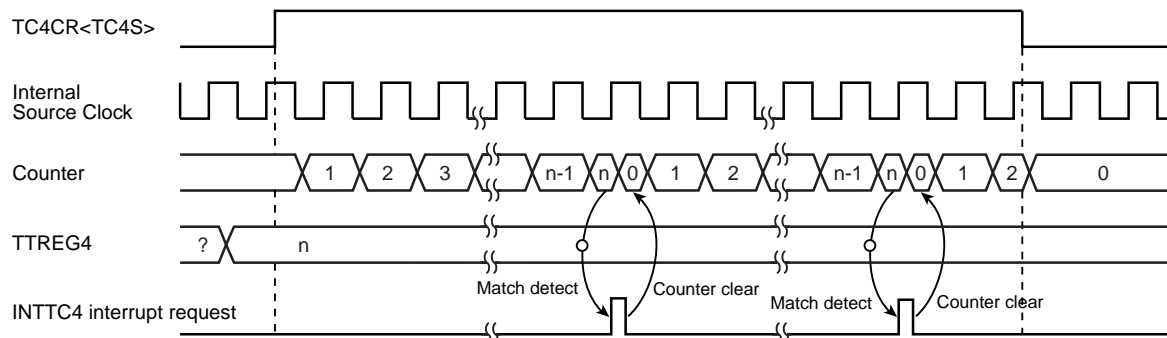 TC4CR<TC4S>
Internal
Source Clock
Counter 1 2 3 n-1 n 0 1 2 n-1 n 0 1 2 0
TTREG4 ? n
Match detect Counter clear Match detect Counter clear
INTTC4 interrupt request